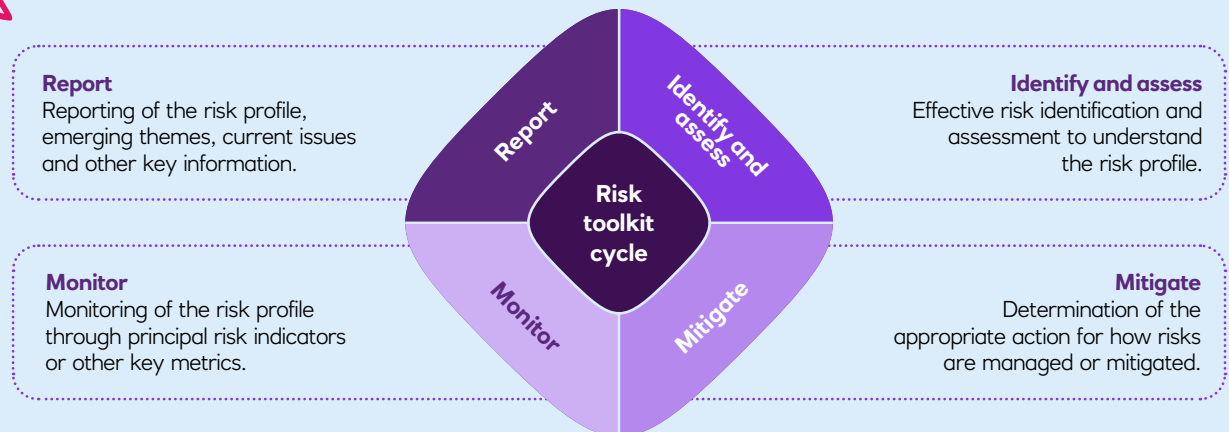 Report
Reporting of the risk profile,
emerging themes, current issues
and other key information.
Identify and assess
Effective risk identification and
assessment to understand
the risk profile.
Report
Identify and
assess
Risk
toolkit
cycle
Monitor
Mitigate
Monitor
Monitoring of the risk profile
through principal risk indicators
or other key metrics.
Mitigate
Determination of the
appropriate action for how risks
are managed or mitigated.